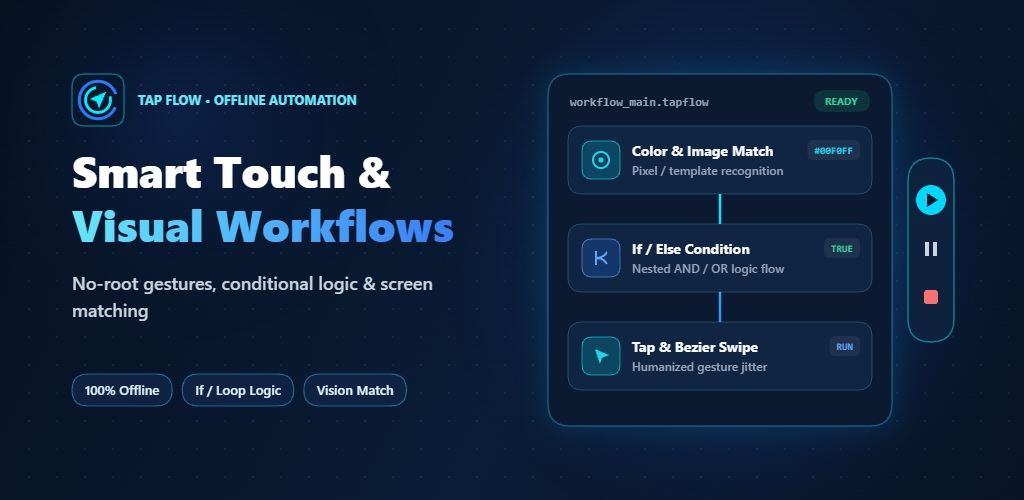 TAP FLOW • OFFLINE AUTOMATION
Smart Touch &
Visual Workflows
No-root gestures, conditional logic & screen
matching
100% Offline
If / Loop Logic
Vision Match
workflow_main.tapflow
READY
Color & Image Match
#00F0FF
Pixel / template recognition
If / Else Condition
TRUE
Nested AND / OR logic flow
Tap & Bezier Swipe
RUN
Humanized gesture jitter